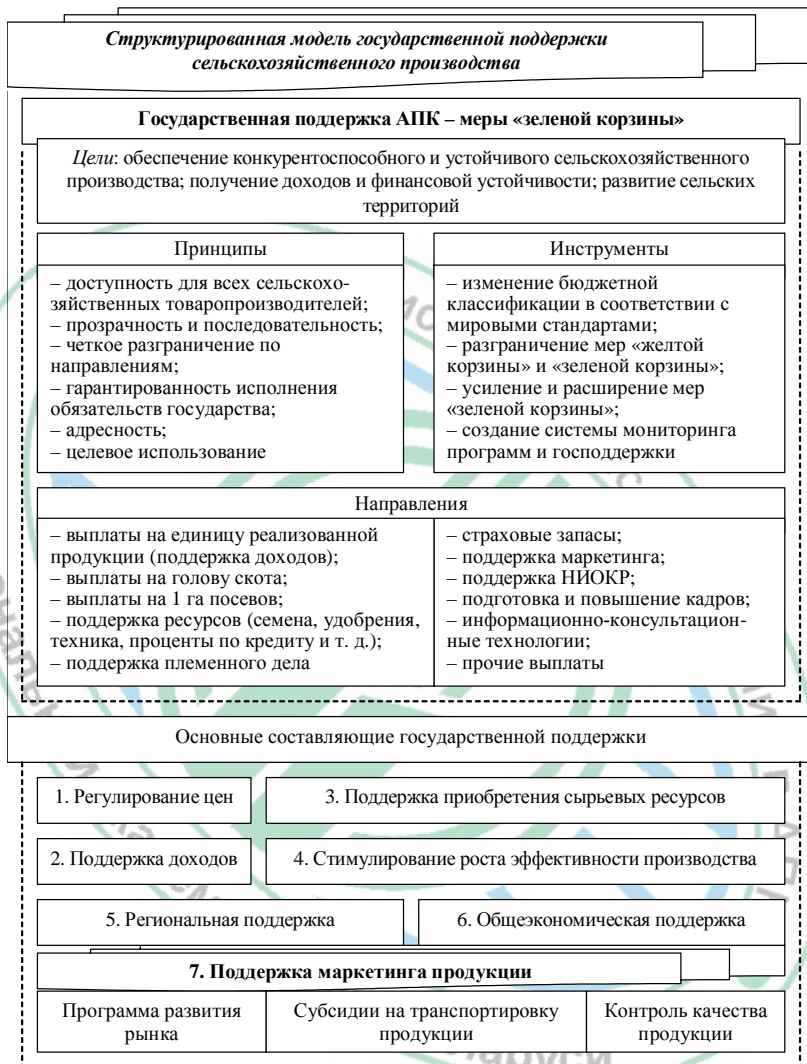 Структурированная модель государственной поддержки
сельскохозяйственного производства
Государственная поддержка АПК – меры «зеленой корзины»
Цели: обеспечение конкурентоспособного и устойчивого сельскохозяйственного
производства; получение доходов и финансовой устойчивости; развитие сельских
территорий
Принципы
– доступность для всех сельскохо-
зяйственных товаропроизводителей;
– прозрачность и последовательность;
– четкое разграничение по
направлениям;
– гарантированность исполнения
обязательств государства;
– адресность;
– целевое использование
Инструменты
– изменение бюджетной
классификации в соответствии с
мировыми стандартами;
– разграничение мер «желтой
корзины» и «зеленой корзины»;
– усиление и расширение мер
«зеленой корзины»;
– создание системы мониторинга
программ и господдержки
Направления
– выплаты на единицу реализованной
продукции (поддержка доходов);
– выплаты на голову скота;
– выплаты на 1 га посевов;
– поддержка ресурсов (семена, удобрения,
техника, проценты по кредиту и т. д.);
– поддержка племенного дела
– страховые запасы;
– поддержка маркетинга;
– поддержка НИОКР;
– подготовка и повышение кадров;
– информационно-консультацион-
ные технологии;
– прочие выплаты
Основные составляющие государственной поддержки
1. Регулирование цен
3. Поддержка приобретения сырьевых ресурсов
2. Поддержка доходов
4. Стимулирование роста эффективности производства
5. Региональная поддержка
6. Общеэкономическая поддержка
7. Поддержка маркетинга продукции
Программа развития
рынка
Субсидии на транспортировку
продукции
Контроль качества
продукции